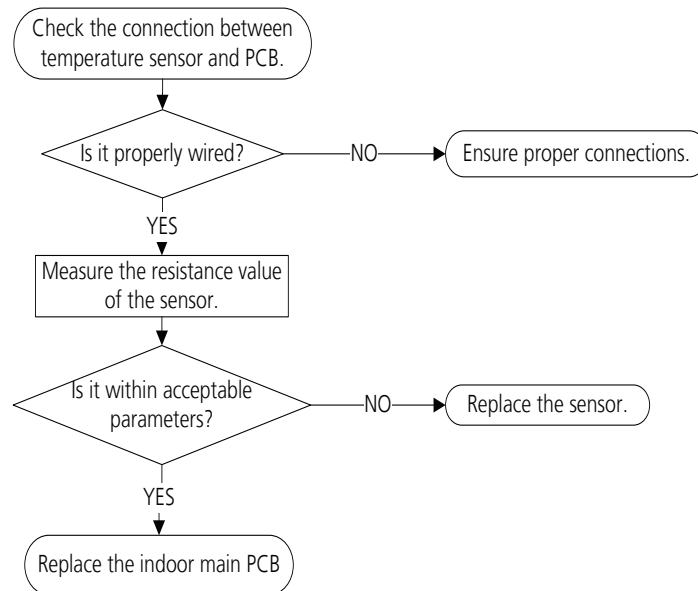 Check the connection between
temperature sensor and PCB.
Is it properly wired?
NO
Ensure proper connections.
YES
Measure the resistance value
of the sensor.
Is it within acceptable
parameters?
NO
Replace the sensor.
YES
Replace the indoor main PCB